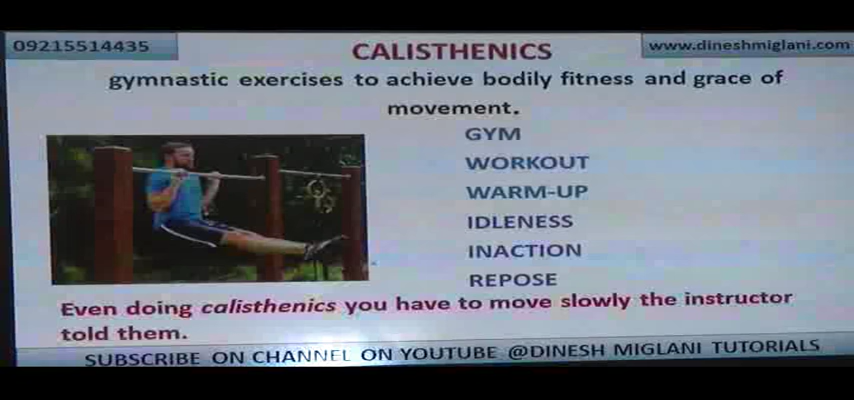 09215514435
CALISTHENICS
www.dineshmiglani.com
gymnastic exercises to achieve bodily fitness and grace of
movement.
GYM
WORKOUT
WARM-UP
IDLENESS
INACTION
REPOSE
Even doing calisthenics you have to move slowly the instructor
told them.
SUBSCRIBE ON CHANNEL ON YOUTUBE @DINESH MIGLANI TUTORIALS